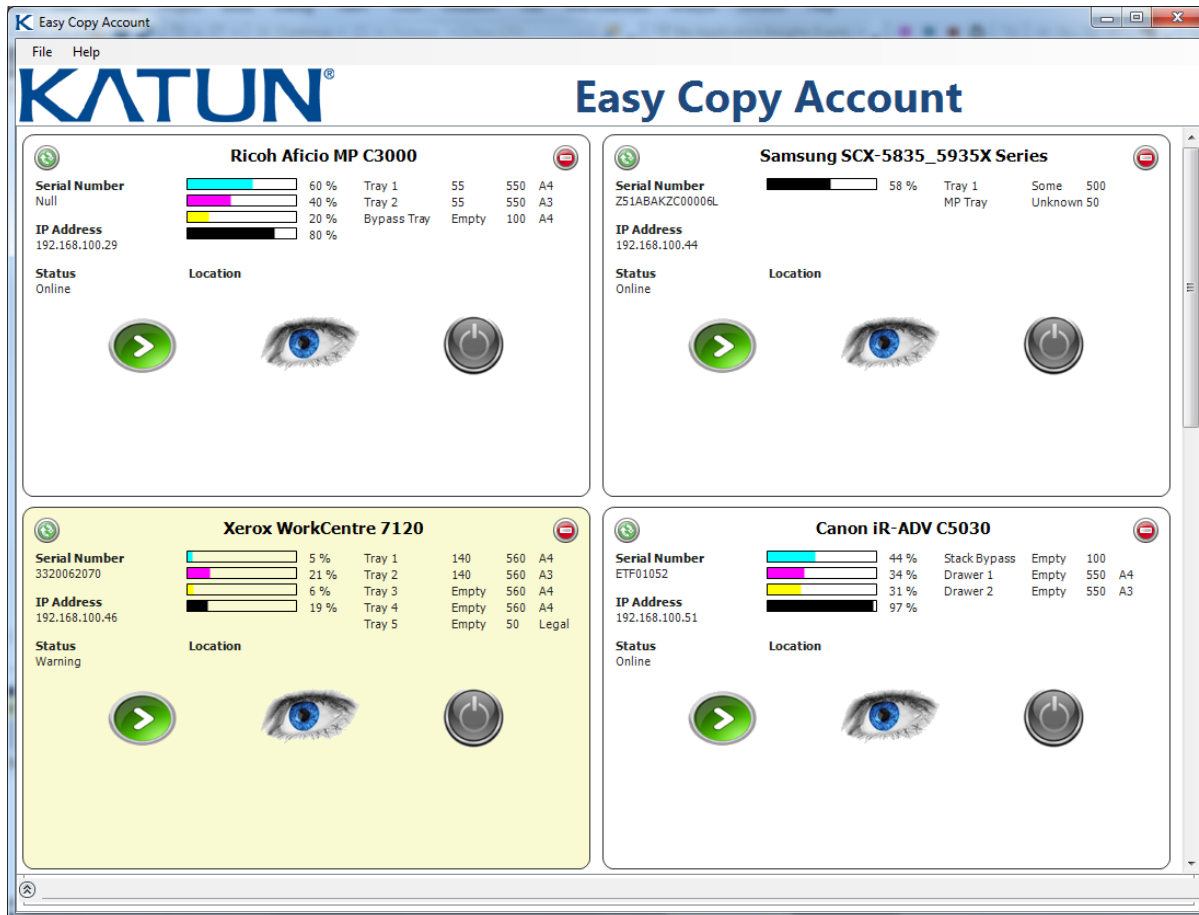 Easy Copy Account
File Help
KATUN®
Easy Copy Account
Ricoh Aficio MP C3000
Serial Number
Null
IP Address
192.168.100.29
Status
Online
60 %
40 %
20 %
80 %
Tray 1 55 550 A4
Tray 2 55 550 A3
Bypass Tray Empty 100 A4
Location
Samsung SCX-5835_5935X Series
Serial Number
Z51ABAKZC00006L
IP Address
192.168.100.44
Status
Online
58 %
Tray 1 Some 500
MP Tray Unknown 50
Location
Xerox WorkCentre 7120
Serial Number
3320062070
IP Address
192.168.100.46
Status
Warning
5 %
21 %
6 %
19 %
Tray 1 140 560 A4
Tray 2 140 560 A3
Tray 3 Empty 560 A4
Tray 4 Empty 560 A4
Tray 5 Empty 50 Legal
Location
Canon iR-ADV C5030
Serial Number
ETF01052
IP Address
192.168.100.51
Status
Online
44 %
34 %
31 %
97 %
Stack Bypass Empty 100
Drawer 1 Empty 550 A4
Drawer 2 Empty 550 A3
Location